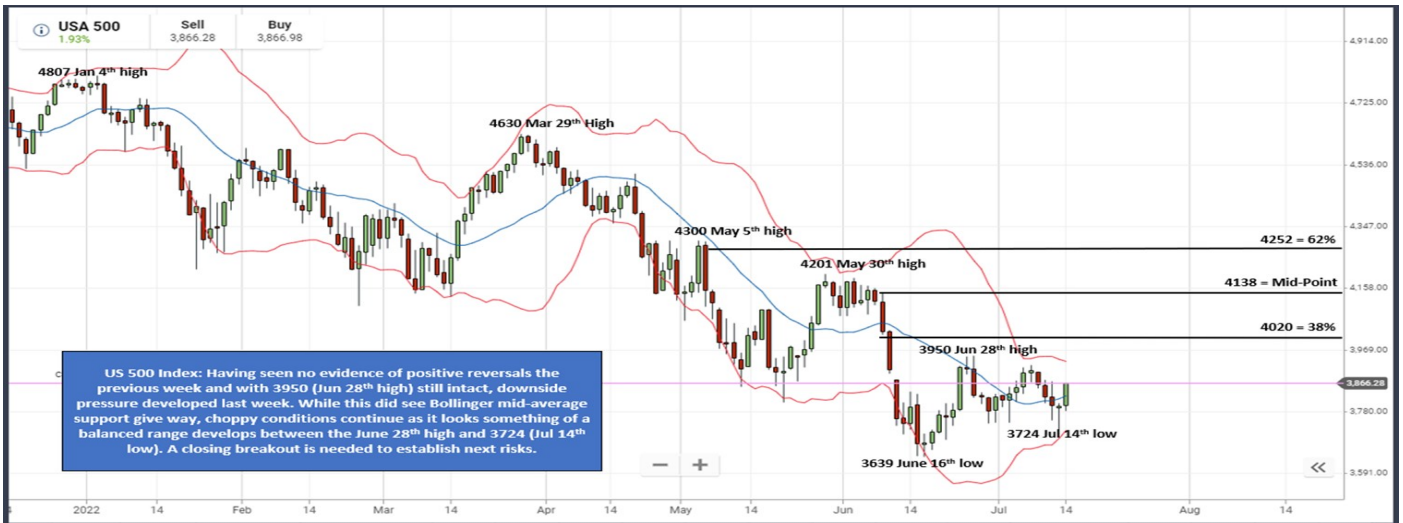 USA 500
1.93%
Sell
3,866.28
Buy
3,866.98
4807 Jan 4th high
4630 Mar 29th High
4300 May 5th high
4201 May 30th high
4252 = 62%
4138 = Mid-Point
4020 = 38%
3950 Jun 28th high
3724 Jul 14th low
3639 June 16th low
US 500 Index: Having seen no evidence of positive reversals the
previous week and with 3950 (Jun 28th high) still intact, downside
pressure developed last week. While this did see Bollinger mid-average
support give way, choppy conditions continue as it looks something of a
balanced range develops between the June 28th high and 3724 (Jul 14th
low). A closing breakout is needed to establish next risks.
4,914.00
4,725.00
4,536.00
4,347.00
4,158.00
3,969.00
3,866.28
3,780.00
3,591.00
2022
14
Feb
14
Mar
14
Apr
14
May
14
Jun
14
Jul
14
Aug
14